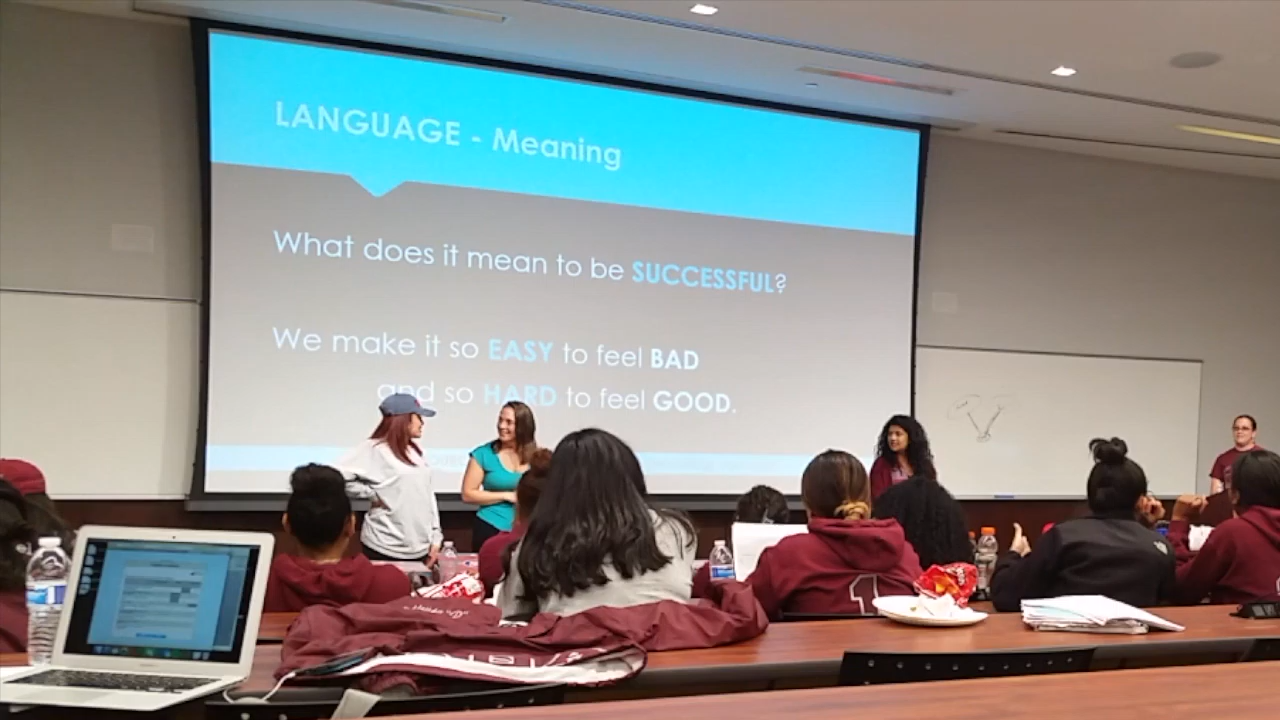 LANGUAGE - Meaning
What does it mean to be SUCCESSFUL?
We make it so EASY to feel BAD
and so HARD to feel GOOD.
1